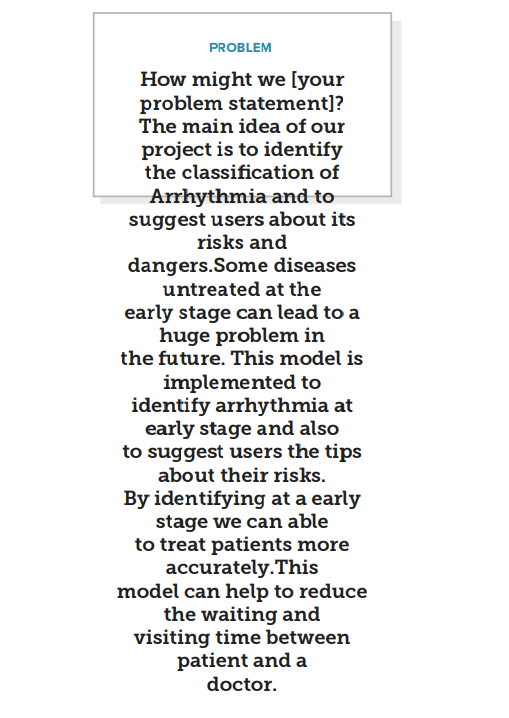 PROBLEM
How might we [your
problem statement]?
The main idea of our
project is to identify
the classification of
Arrhythmia and to
suggest users about its
risks and
dangers.Some diseases
untreated at the
early stage can lead to a
huge problem in
the future. This model is
implemented to
identify arrhythmia at
early stage and also
to suggest users the tips
about their risks.
By identifying at a early
stage we can able
to treat patients more
accurately.This
model can help to reduce
the waiting and
visiting time between
patient and a
doctor.